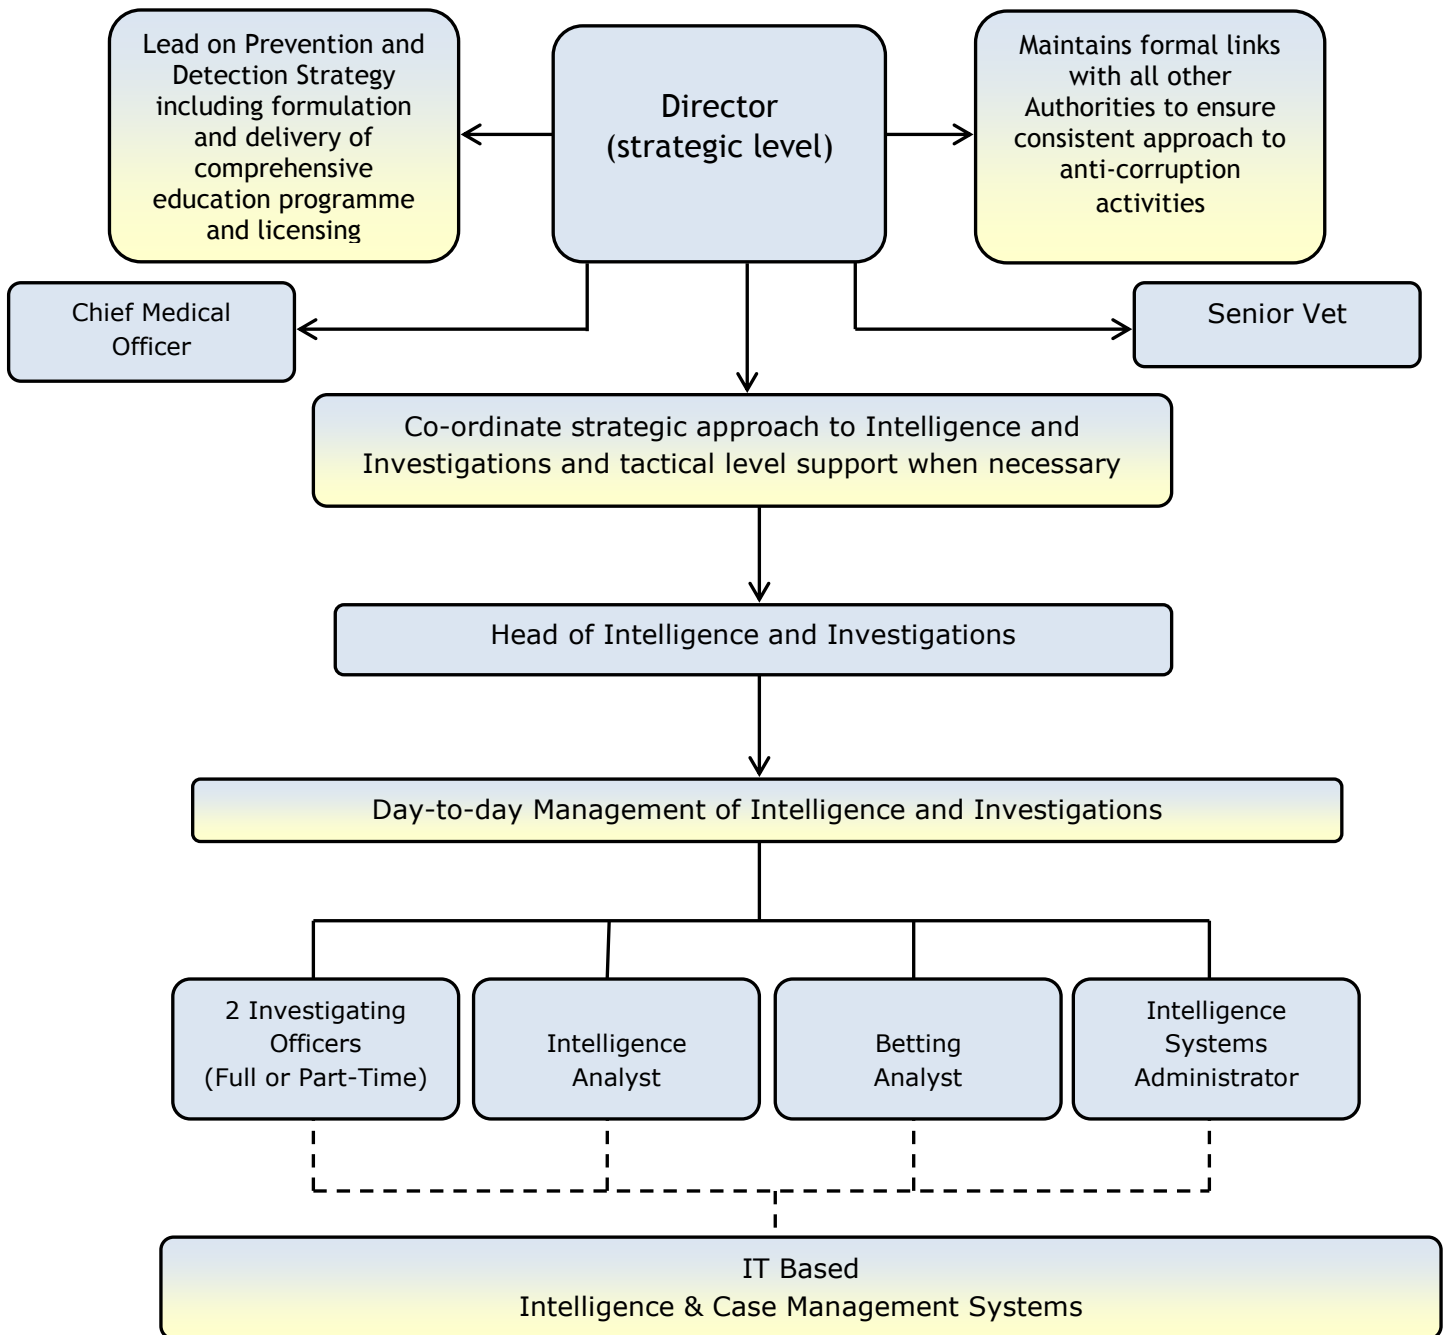 Lead on Prevention and
Detection Strategy
including formulation
and delivery of
comprehensive
education programme
and licensing
Director
(strategic level)
Maintains formal links
with all other
Authorities to ensure
consistent approach to
anti-corruption
activities
Chief Medical
Officer
Senior Vet
Co-ordinate strategic approach to Intelligence and
Investigations and tactical level support when necessary
Head of Intelligence and Investigations
Day-to-day Management of Intelligence and Investigations
2 Investigating
Officers
(Full or Part-Time)
Intelligence
Analyst
Betting
Analyst
Intelligence
Systems
Administrator
IT Based
Intelligence & Case Management Systems